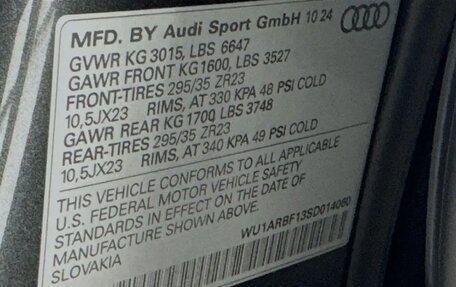 MFD. BY Audi Sport GmbH 10 24
GVWR KG 3015, LBS 6647
GAWR FRONT KG1600, LBS 3527
FRONT-TIRES 295/35 ZR23
10,5JX23 RIMS, AT 330 KPA 48 PSI COLD
GAWR REAR KG1700 LBS 3748
REAR-TIRES 295/35 ZR23
10,5JX23 RIMS, AT 340 KPA 49 PSI COLD
THIS VEHICLE CONFORMS TO ALL APPLICABLE
U.S. FEDERAL MOTOR VEHICLE SAFETY
STANDARDS IN EFFECT ON THE DATE OF
MANUFACTURE SHOWN ABOVE.
WU1ARBF13SD014060
SLOVAKIA